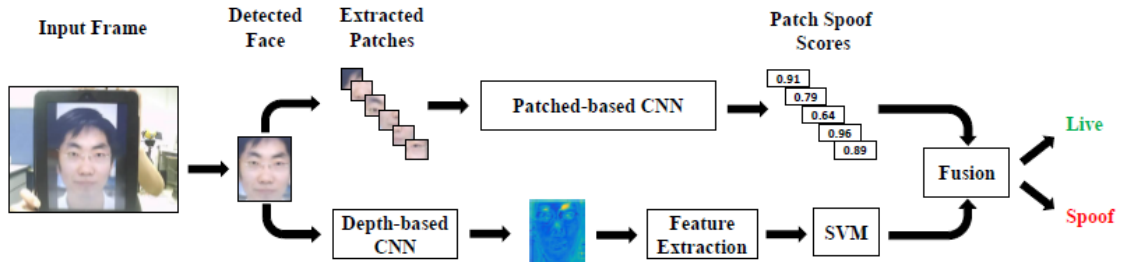 Input Frame
Detected
Face
Extracted
Patches
Patch Spoof
Scores
Patched-based CNN
0.91
0.79
0.64
0.96
0.89
Live
Fusion
Spoof
Depth-based
CNN
Feature
Extraction
SVM